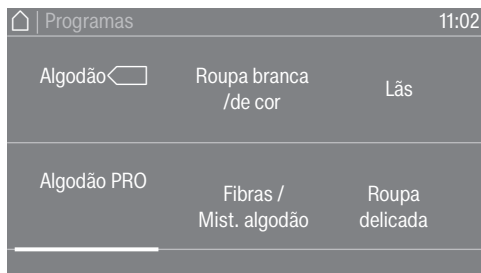 | Programas 11:02
Algodão
Roupa branca
/de cor
Lãs
Algodão PRO
Fibras /
Mist. algodão
Roupa
delicada